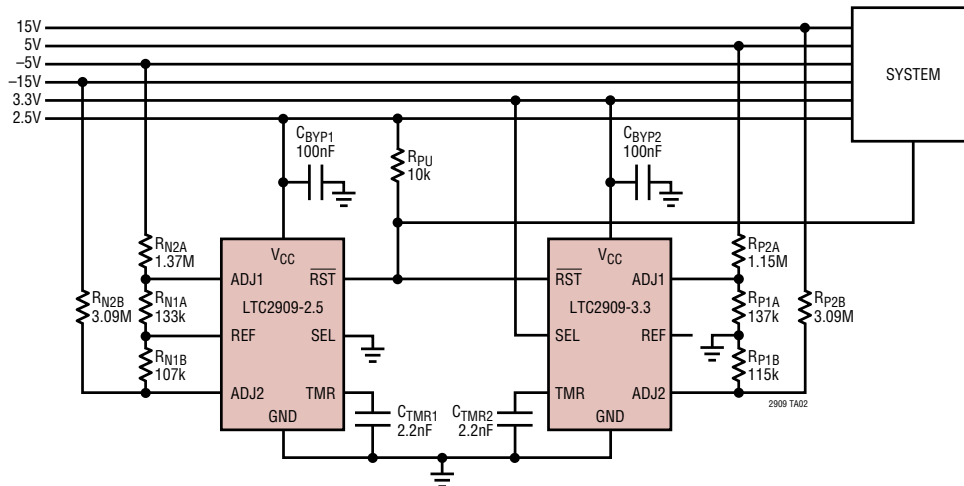 15V
5V
–5V
–15V
3.3V
2.5V
SYSTEM
CBYP1
100nF
RPU
10k
CBYP2
100nF
RN2A
1.37M
RN2B
3.09M
RN1A
133k
RN1B
107k
VCC
ADJ1
RST
LTC2909-2.5
REF
SEL
ADJ2
TMR
GND
CTMR1
2.2nF
CTMR2
2.2nF
VCC
RST
ADJ1
LTC2909-3.3
SEL
REF
TMR
ADJ2
GND
RP2A
1.15M
RP1A
137k
RP2B
3.09M
RP1B
115k
2909 TA02